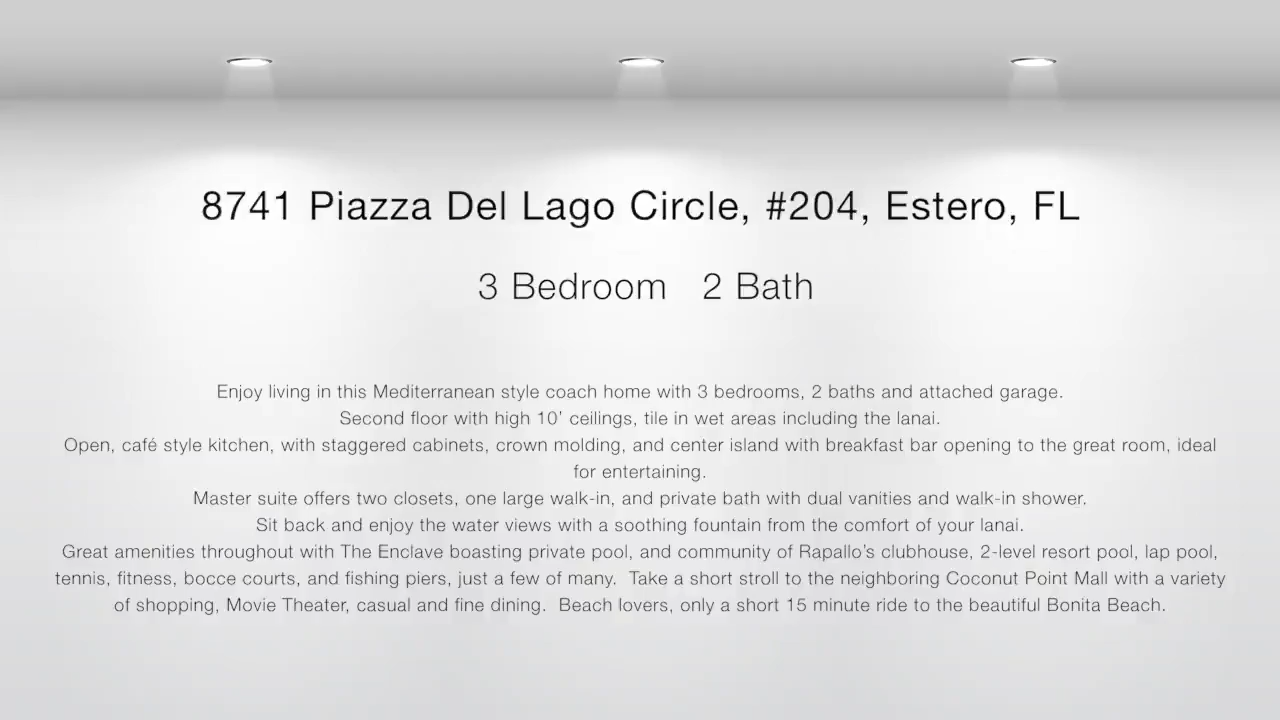 8741 Piazza Del Lago Circle, #204, Estero, FL
3 Bedroom   2 Bath
Enjoy living in this Mediterranean style coach home with 3 bedrooms, 2 baths and attached garage.
Second floor with high 10' ceilings, tile in wet areas including the lanai.
Open, café style kitchen, with staggered cabinets, crown molding, and center island with breakfast bar opening to the great room, ideal
for entertaining.
Master suite offers two closets, one large walk-in, and private bath with dual vanities and walk-in shower.
Sit back and enjoy the water views with a soothing fountain from the comfort of your lanai.
Great amenities throughout with The Enclave boasting private pool, and community of Rapallo's clubhouse, 2-level resort pool, lap pool,
tennis, fitness, bocce courts, and fishing piers, just a few of many.  Take a short stroll to the neighboring Coconut Point Mall with a variety
of shopping, Movie Theater, casual and fine dining.  Beach lovers, only a short 15 minute ride to the beautiful Bonita Beach.